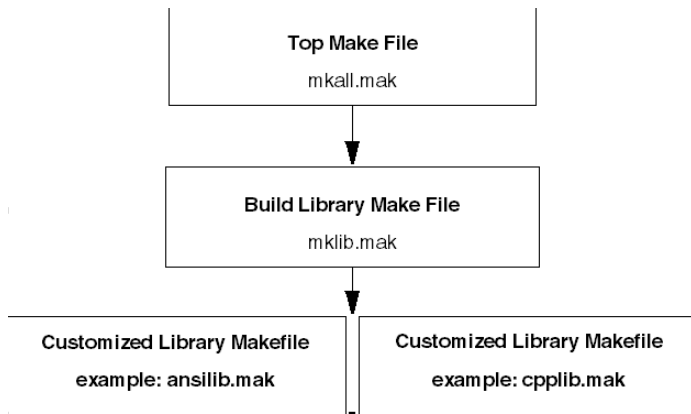 Top Make File
mkall.mak
Build Library Make File
mklib.mak
Customized Library Makefile
example: ansilib.mak
Customized Library Makefile
example: cpplib.mak